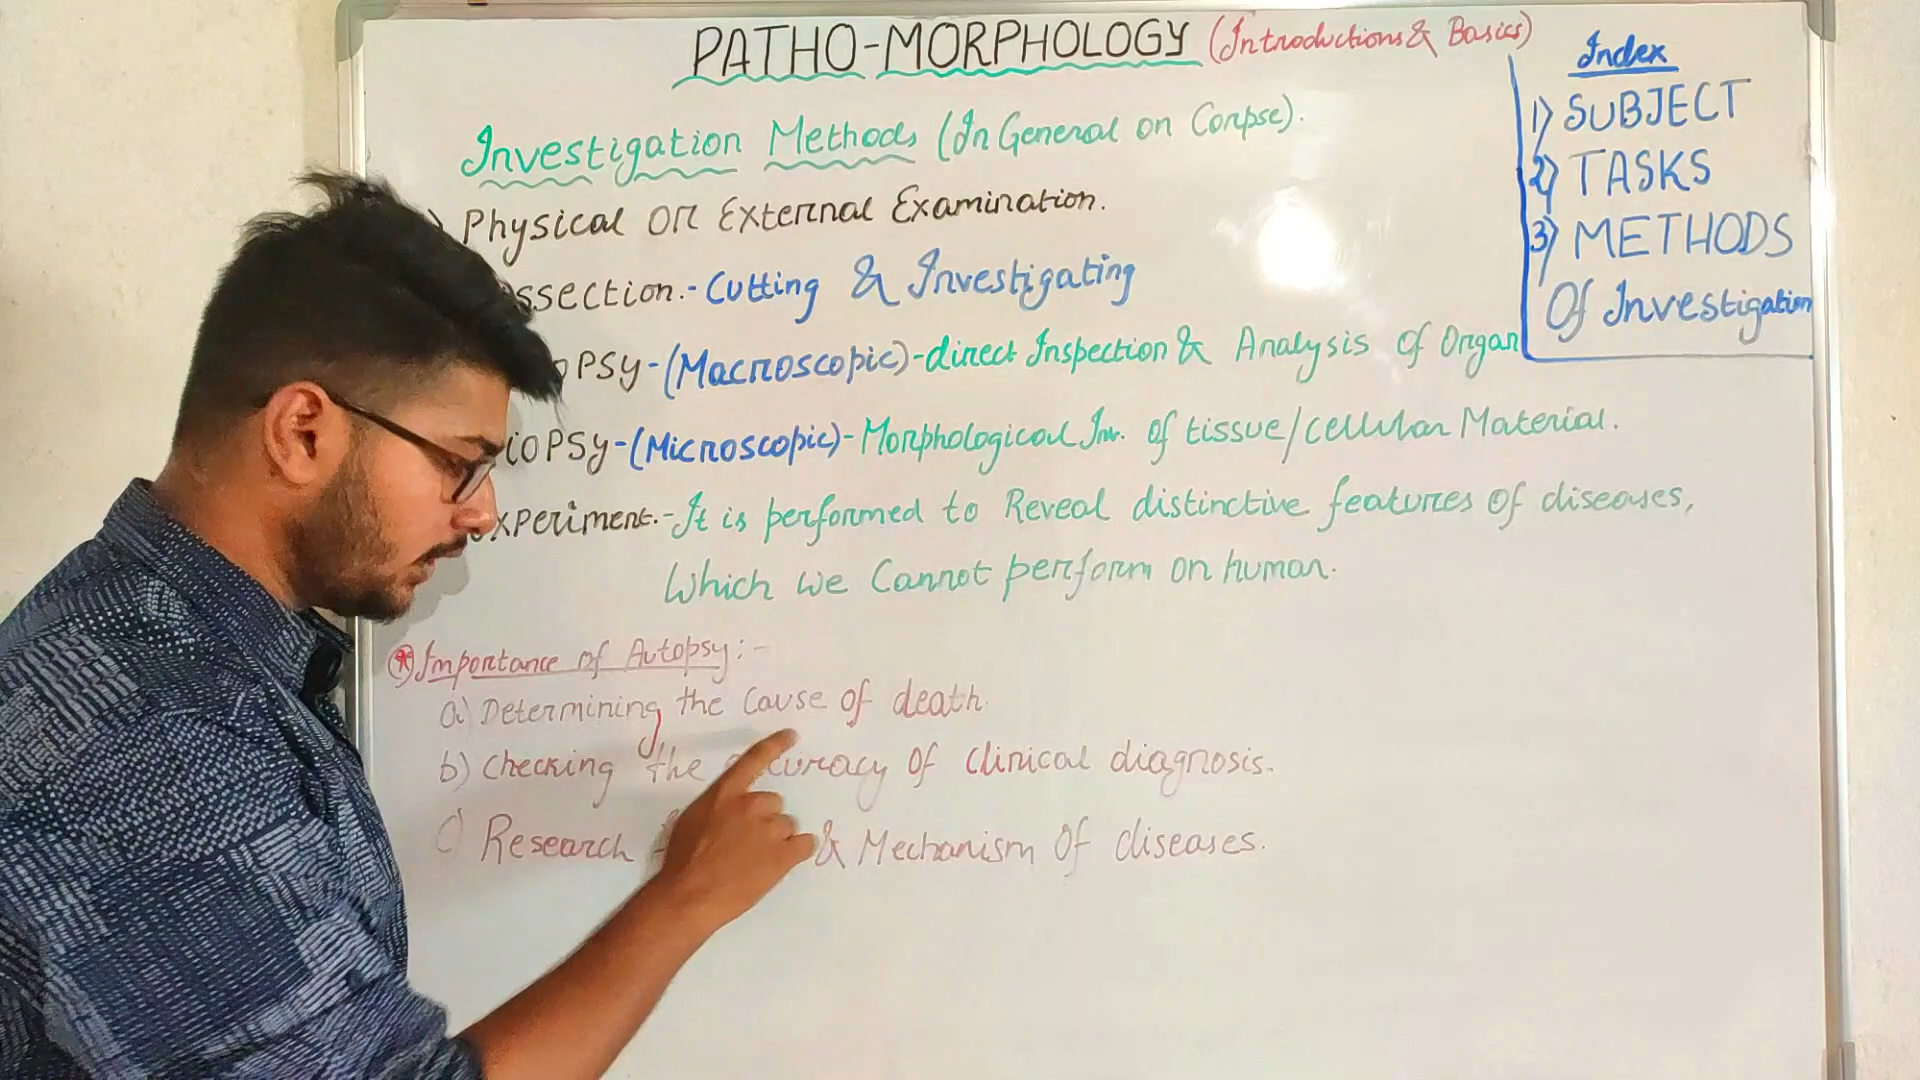 PATHO-MORPHOLOGY (Introductions & Basics)
Investigation Methods (In General on Corpse).
) Physical or External Examination.
ssection.- Cutting & Investigating
oPSy-(Macroscopic)-direct Inspection & Analysis of Organ
ioPSy-(Microscopic)- Morphological Inv. of tissue/cellular Material.
xperiment.- It is performed to Reveal distinctive features of diseases,
Which we Cannot perform on human.
* Importance of Autopsy:-
a) Determining the Cause of death.
b) Checking the accuracy of clinical diagnosis.
c) Research & Mechanism of diseases.
Index
1) SUBJECT
2) TASKS
3) METHODS
Of Investigation